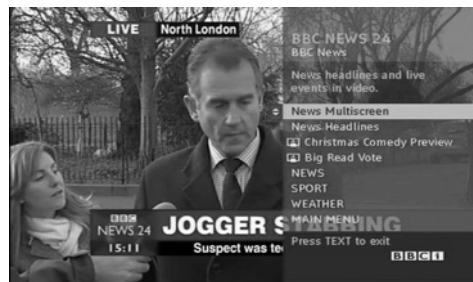 LIVE North London
BBC NEWS 24
BBC News
News headlines and live
events in video.
News Multiscreen
News Headlines
Christmas Comedy Preview
Big Read Vote
NEWS
SPORT
WEATHER
MAIN MENU
Press TEXT to exit
BBCi
BBC
NEWS 24
15:11
JOGGER STABBING
Suspect was